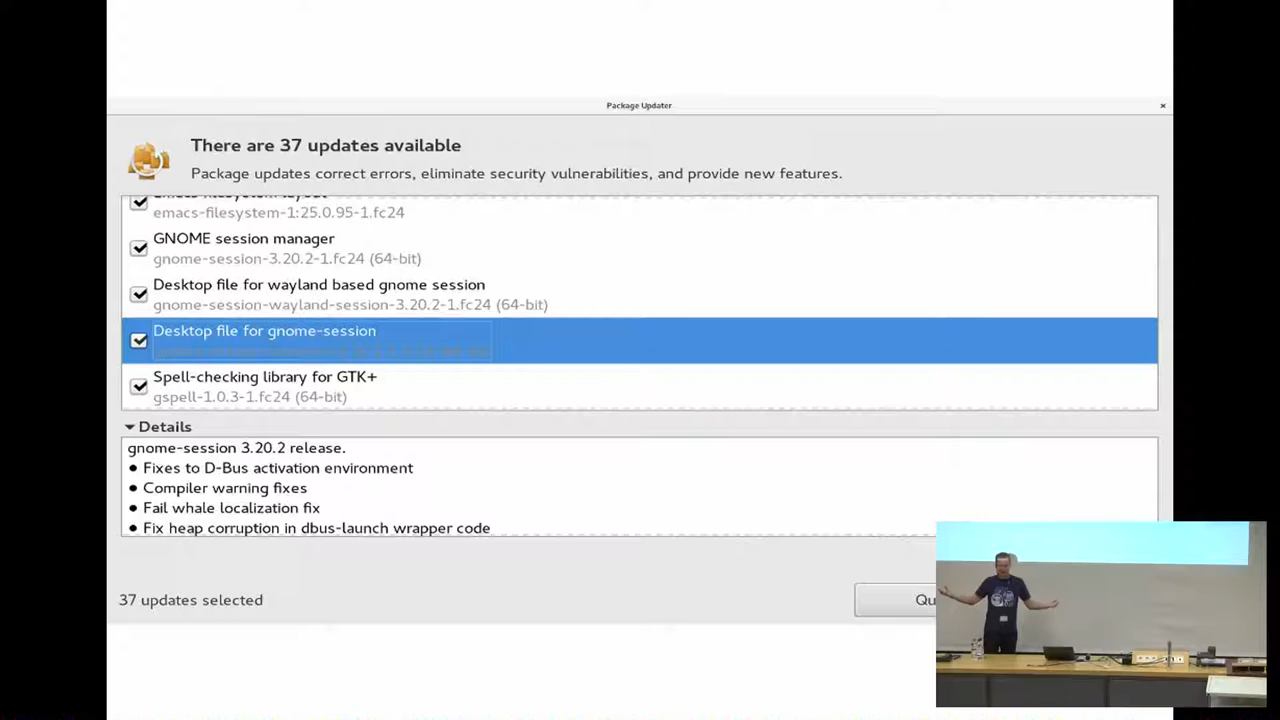 Package Updater
There are 37 updates available
Package updates correct errors, eliminate security vulnerabilities, and provide new features.
emacs-filesystem-1:25.0.95-1.fc24
GNOME session manager
gnome-session-3.20.2-1.fc24 (64-bit)
Desktop file for wayland based gnome session
gnome-session-wayland-session-3.20.2-1.fc24 (64-bit)
Desktop file for gnome-session
Spell-checking library for GTK+
gspell-1.0.3-1.fc24 (64-bit)
Details
gnome-session 3.20.2 release.
● Fixes to D-Bus activation environment
● Compiler warning fixes
● Fail whale localization fix
● Fix heap corruption in dbus-launch wrapper code
37 updates selected
Qu